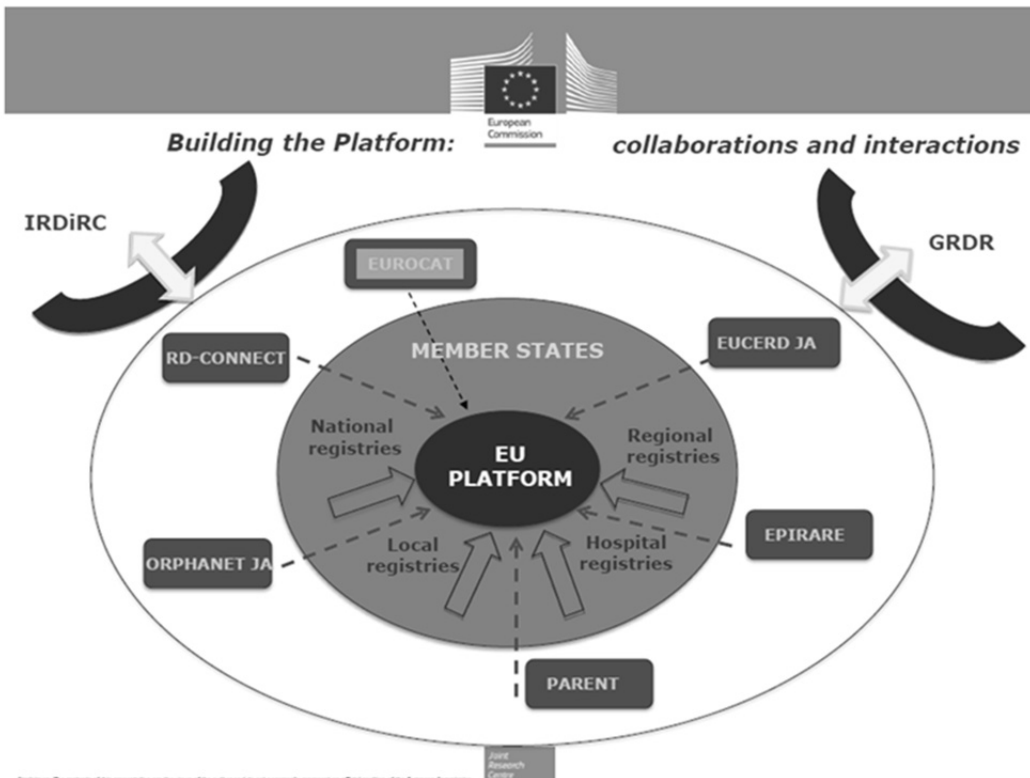 European
Commission
Building the Platform: collaborations and interactions
IRDiRC
GRDR
EUROCAT
RD-CONNECT
MEMBER STATES
EUCERD JA
National
registries
Regional
registries
EU
PLATFORM
ORPHANET JA
Local
registries
Hospital
registries
EPIRARE
PARENT
Joint
Research
Centre